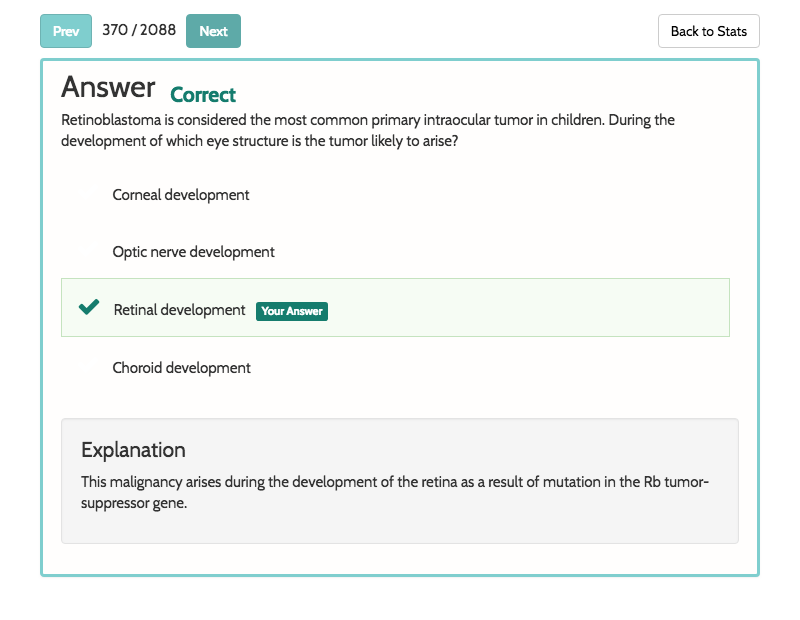 Prev 370 / 2088 Next Back to Stats
Answer Correct
Retinoblastoma is considered the most common primary intraocular tumor in children. During the
development of which eye structure is the tumor likely to arise?
Corneal development
Optic nerve development
Retinal development Your Answer
Choroid development
Explanation
This malignancy arises during the development of the retina as a result of mutation in the Rb tumor-
suppressor gene.